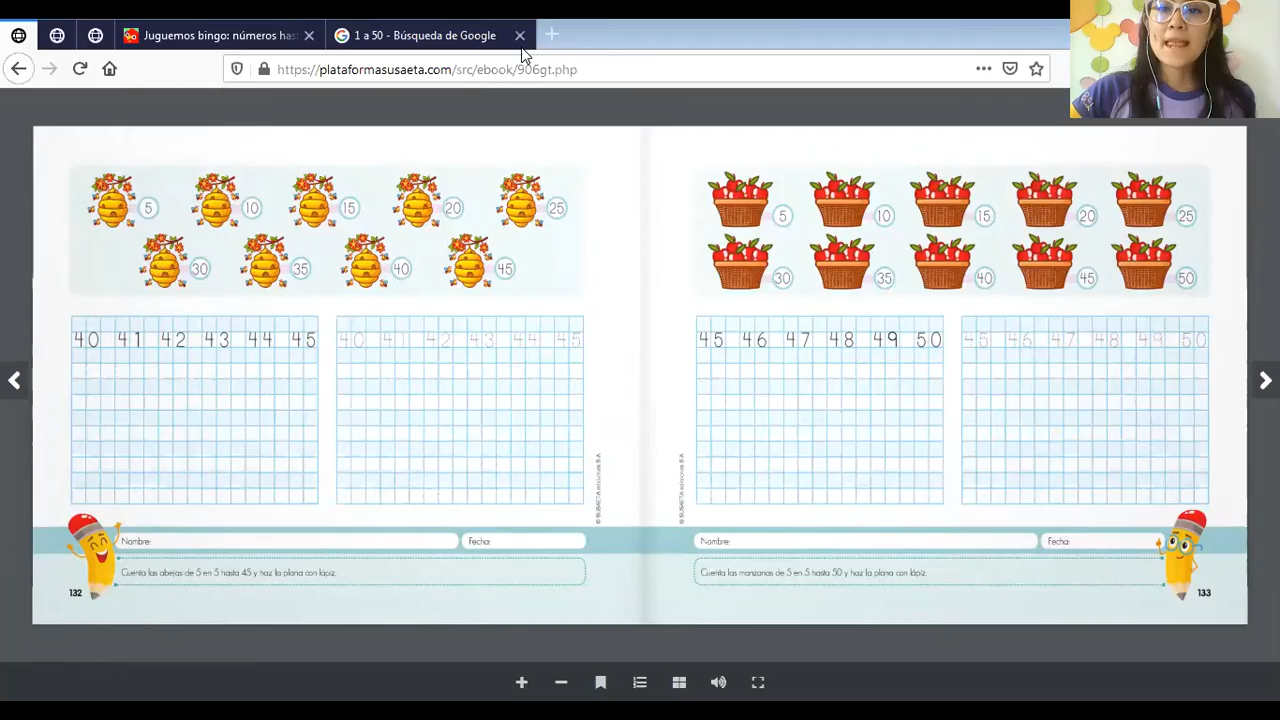 Juguemos bingo: números has
1 a 50 - Búsqueda de Google
https://plataformasusaeta.com/src/ebook/906gt.php
5 10 15 20 25
30 35 40 45
40 41 42 43 44 45
40 41 42 43 44 45
© SUSAETA ediciones S.A.
Nombre:
Fecha:
Cuenta las abejas de 5 en 5 hasta 45 y haz la plana con lápiz.
132
5 10 15 20 25
30 35 40 45 50
45 46 47 48 49 50
45 46 47 48 49 50
© SUSAETA ediciones S.A.
Nombre:
Fecha:
Cuenta las manzanas de 5 en 5 hasta 50 y haz la plana con lápiz.
133